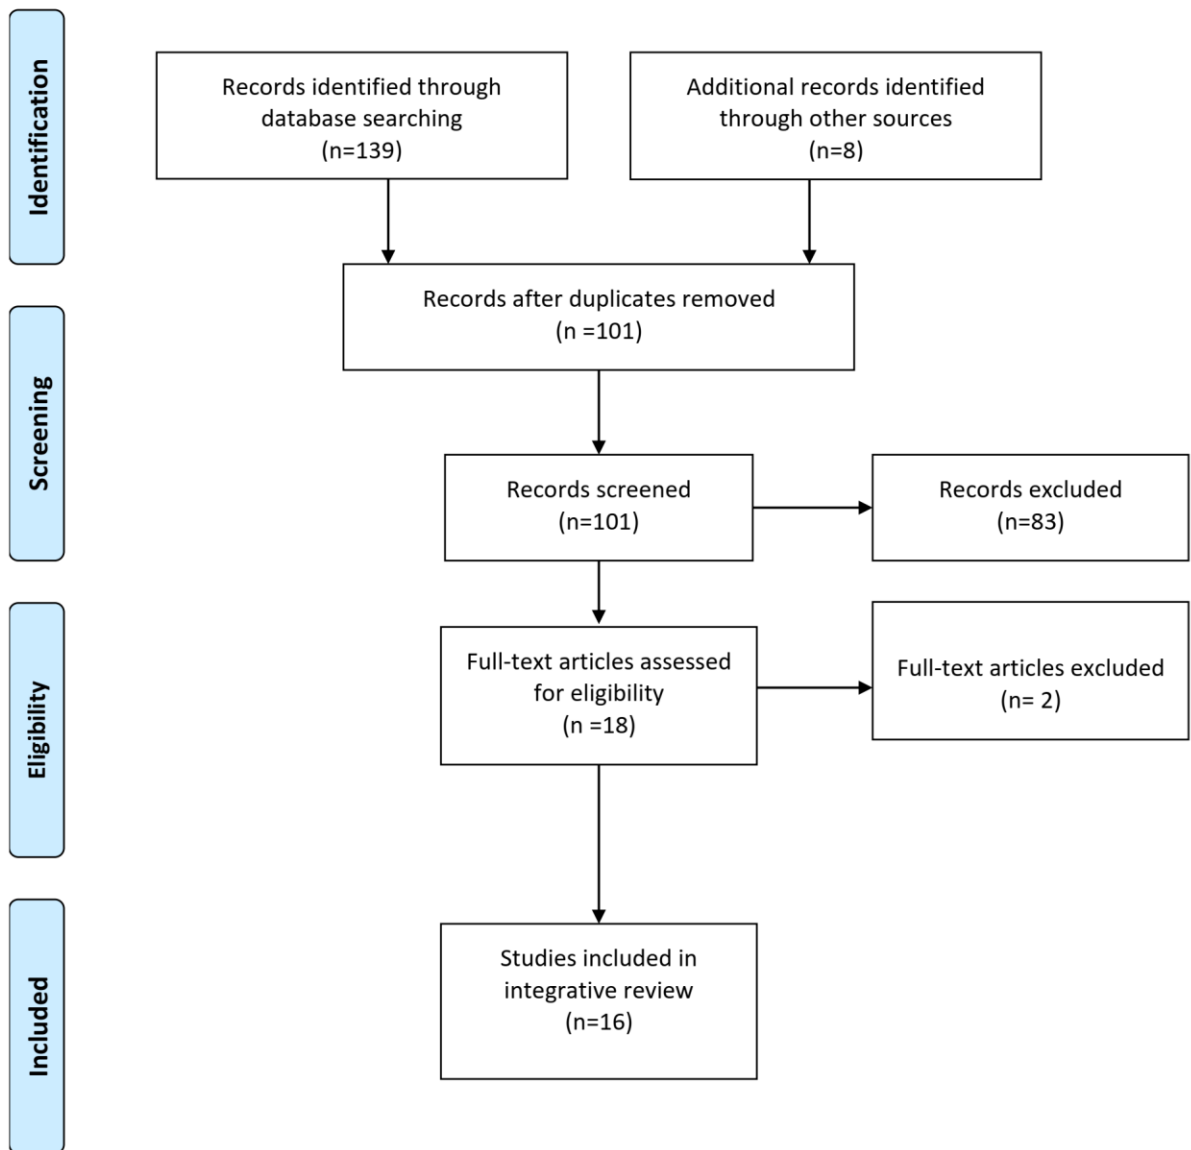 Identification
Records identified through
database searching
(n=139)
Additional records identified
through other sources
(n=8)
Records after duplicates removed
(n =101)
Screening
Records screened
(n=101)
Records excluded
(n=83)
Eligibility
Full-text articles assessed
for eligibility
(n =18)
Full-text articles excluded
(n= 2)
Included
Studies included in
integrative review
(n=16)